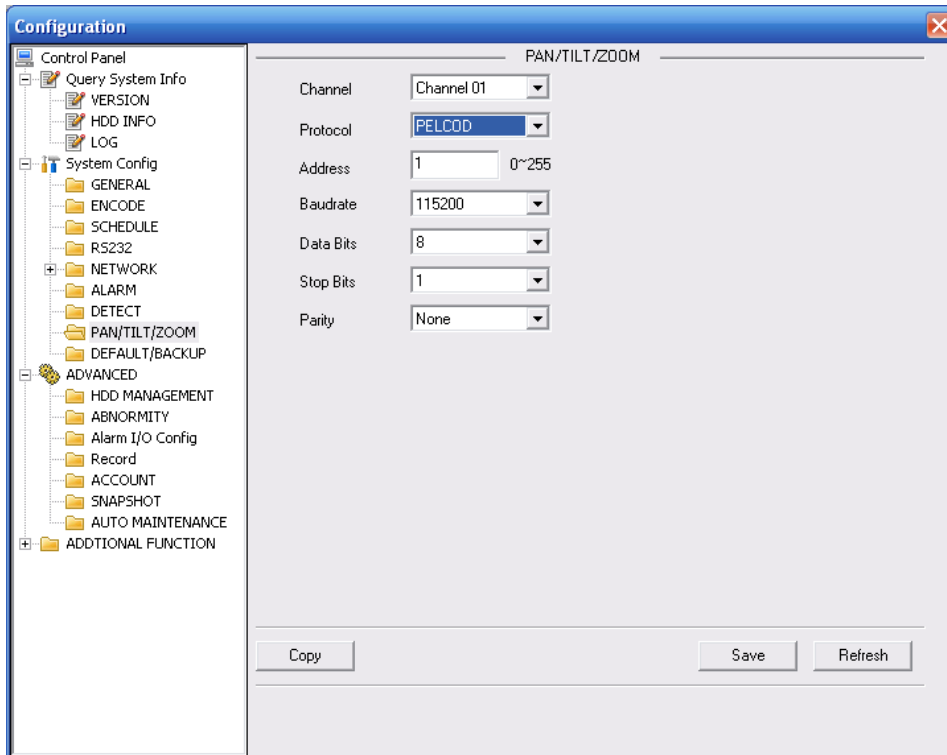 Configuration
Control Panel
Query System Info
VERSION
HDD INFO
LOG
System Config
GENERAL
ENCODE
SCHEDULE
RS232
NETWORK
ALARM
DETECT
PAN/TILT/ZOOM
DEFAULT/BACKUP
ADVANCED
HDD MANAGEMENT
ABNORMITY
Alarm I/O Config
Record
ACCOUNT
SNAPSHOT
AUTO MAINTENANCE
ADDTIONAL FUNCTION
PAN/TILT/ZOOM
Channel Channel 01
Protocol PELCOD
Address 1 0~255
Baudrate 115200
Data Bits 8
Stop Bits 1
Parity None
Copy Save Refresh